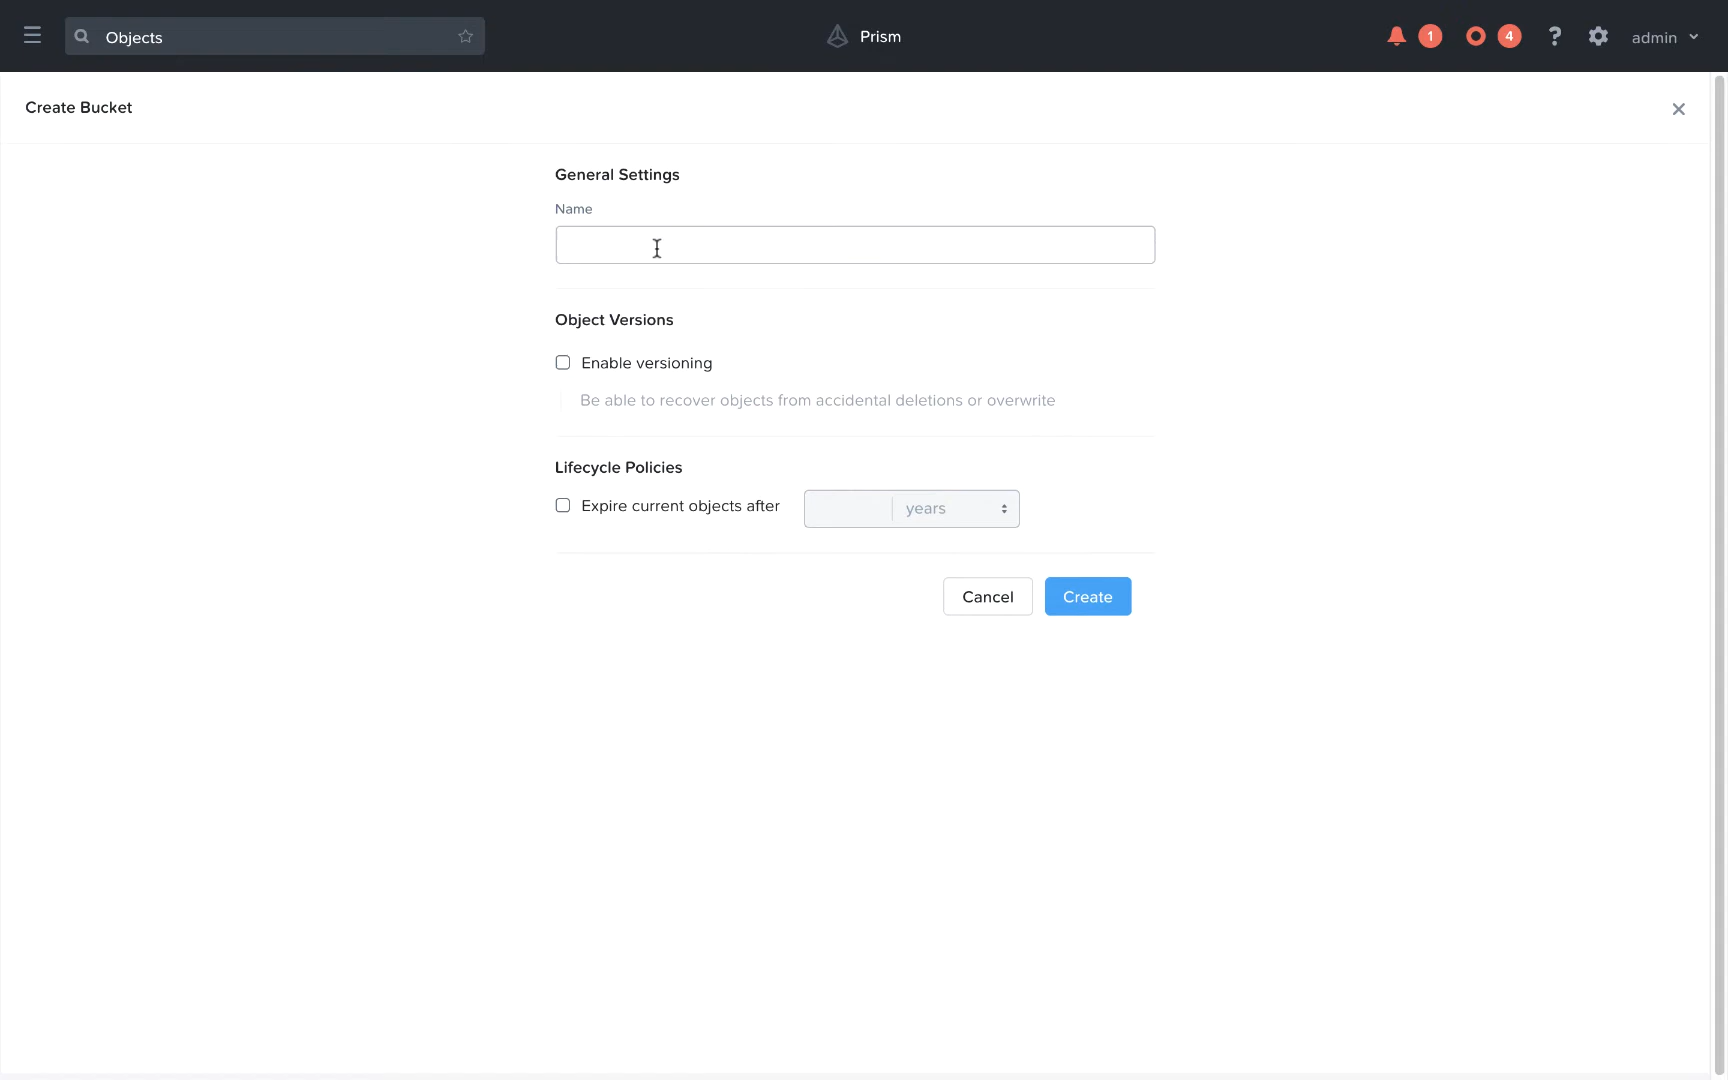 Objects
Prism
1
4
?
admin
Create Bucket
General Settings
Name
Object Versions
Enable versioning
Be able to recover objects from accidental deletions or overwrite
Lifecycle Policies
Expire current objects after
years
Cancel
Create